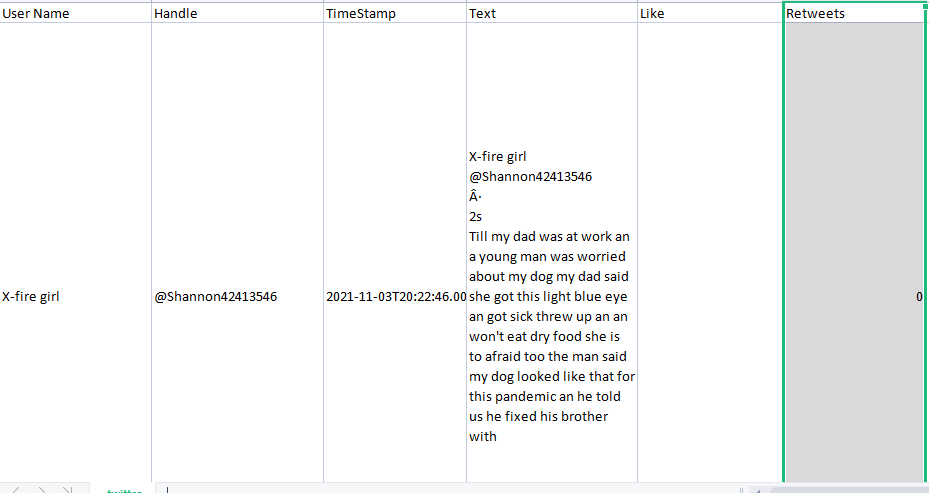 User Name Handle TimeStamp Text Like Retweets
X-fire girl
@Shannon42413546
Â·
2s
Till my dad was at work an
a young man was worried
about my dog my dad said
X-fire girl @Shannon42413546 2021-11-03T20:22:46.00 she got this light blue eye 0
an got sick threw up an an
won't eat dry food she is
to afraid too the man said
my dog looked like that for
this pandemic an he told
us he fixed his brother
with
twitter